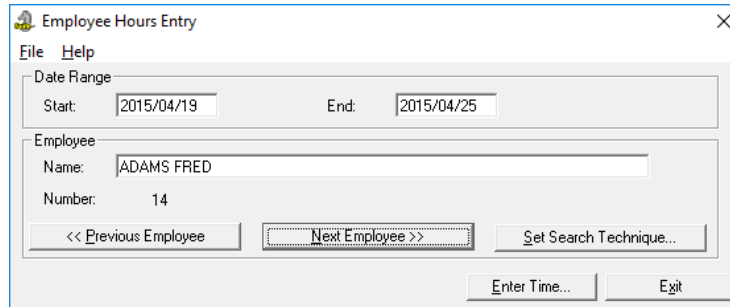 Employee Hours Entry
File Help
Date Range
Start: 2015/04/19 End: 2015/04/25
Employee
Name: ADAMS FRED
Number: 14
<< Previous Employee Next Employee >> Set Search Technique...
Enter Time... Exit